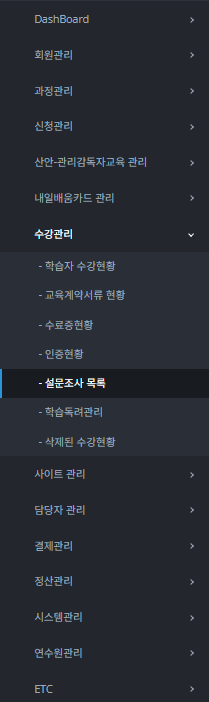 DashBoard
회원관리
과정관리
신청관리
산안-관리감독자교육 관리
내일배움카드 관리
수강관리
- 학습자 수강현황
- 교육계약서류 현황
- 수료증현황
- 인증현황
- 설문조사 목록
- 학습독려관리
- 삭제된 수강현황
사이트 관리
담당자 관리
결제관리
정산관리
시스템관리
연수원관리
ETC